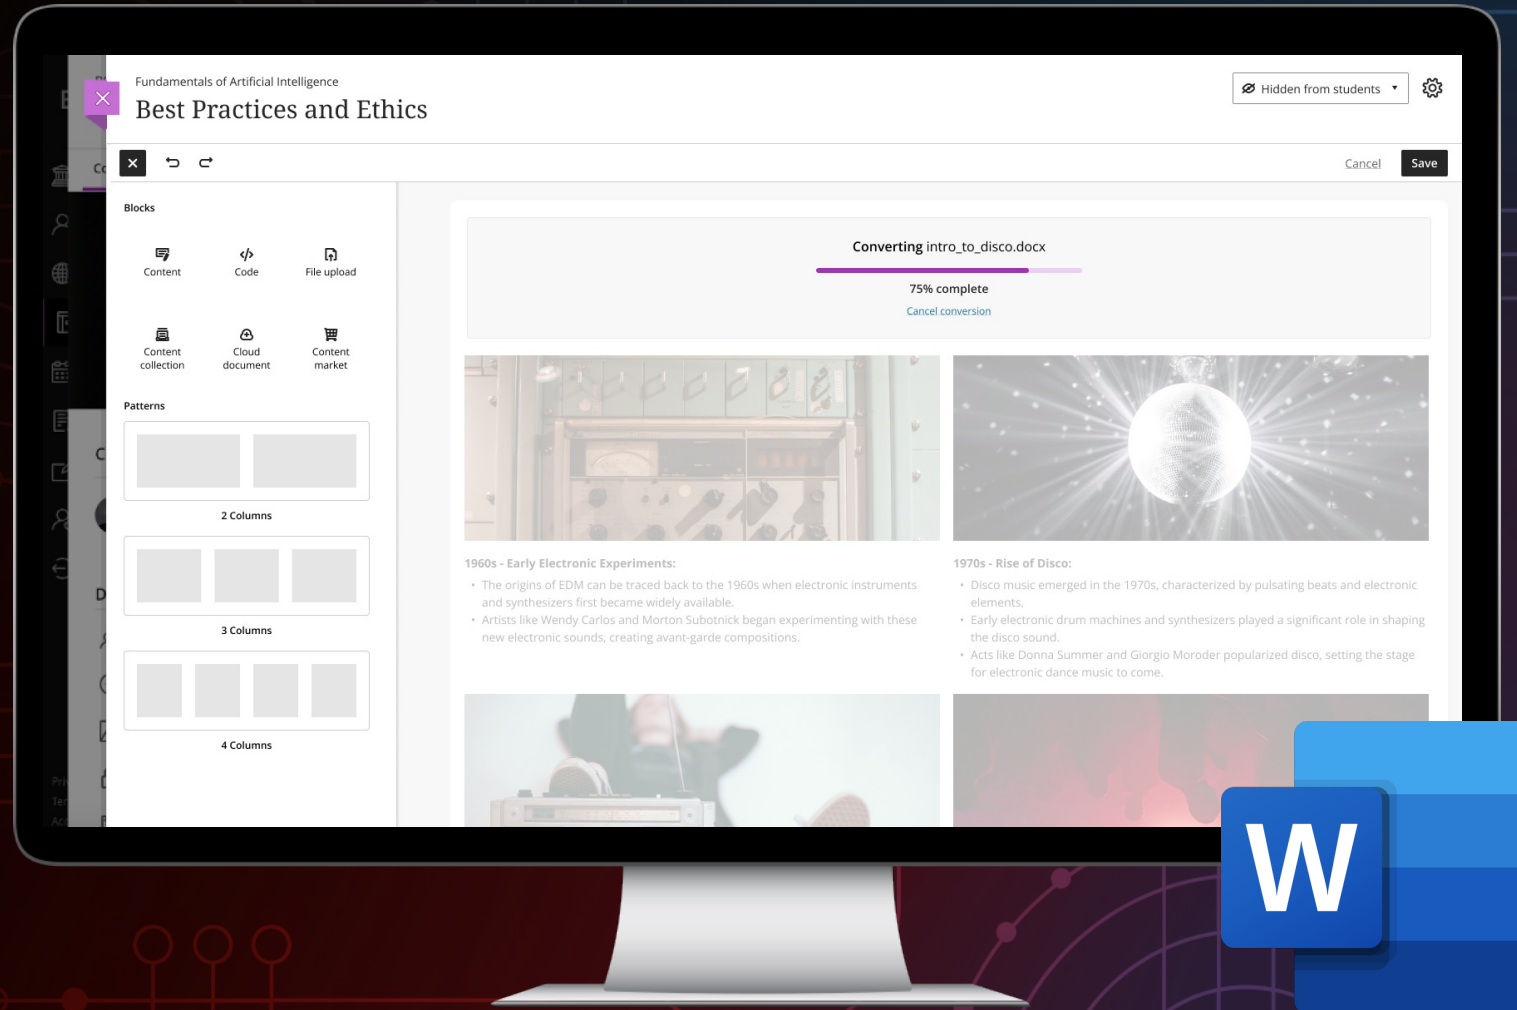 Fundamentals of Artificial Intelligence
Best Practices and Ethics
Hidden from students
Cancel
Save
Blocks
Content
Code
File upload
Content
collection
Cloud
document
Content
market
Patterns
2 Columns
3 Columns
4 Columns
Converting intro_to_disco.docx
75% complete
Cancel conversion
1960s - Early Electronic Experiments:
• The origins of EDM can be traced back to the 1960s when electronic instruments
and synthesizers first became widely available.
• Artists like Wendy Carlos and Morton Subotnick began experimenting with these
new electronic sounds, creating avant-garde compositions.
1970s - Rise of Disco:
• Disco music emerged in the 1970s, characterized by pulsating beats and electronic
elements.
• Early electronic drum machines and synthesizers played a significant role in shaping
the disco sound.
• Acts like Donna Summer and Giorgio Moroder popularized disco, setting the stage
for electronic dance music to come.
W